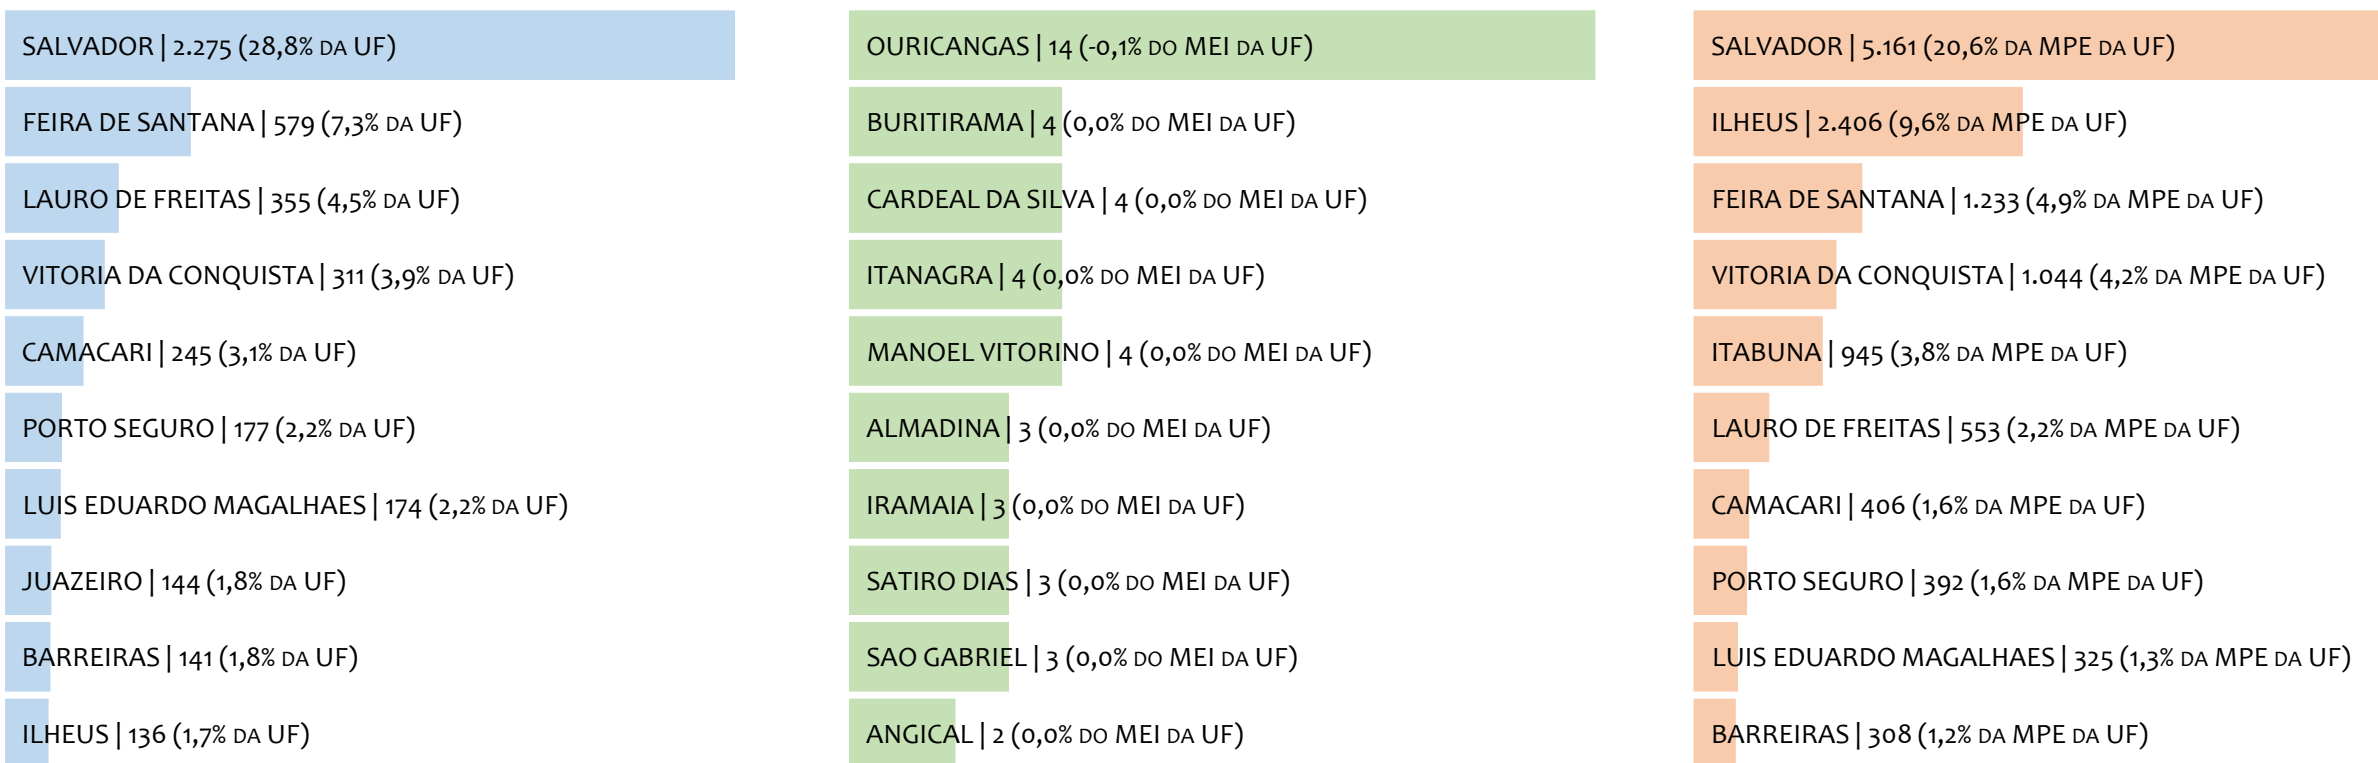 SALVADOR | 2.275 (28,8% DA UF)
FEIRA DE SANTANA | 579 (7,3% DA UF)
LAURO DE FREITAS | 355 (4,5% DA UF)
VITORIA DA CONQUISTA | 311 (3,9% DA UF)
CAMACARI | 245 (3,1% DA UF)
PORTO SEGURO | 177 (2,2% DA UF)
LUIS EDUARDO MAGALHAES | 174 (2,2% DA UF)
JUAZEIRO | 144 (1,8% DA UF)
BARREIRAS | 141 (1,8% DA UF)
ILHEUS | 136 (1,7% DA UF)
OURICANGAS | 14 (-0,1% DO MEI DA UF)
BURITIRAMA | 4 (0,0% DO MEI DA UF)
CARDEAL DA SILVA | 4 (0,0% DO MEI DA UF)
ITANAGRA | 4 (0,0% DO MEI DA UF)
MANOEL VITORINO | 4 (0,0% DO MEI DA UF)
ALMADINA | 3 (0,0% DO MEI DA UF)
IRAMAIA | 3 (0,0% DO MEI DA UF)
SATIRO DIAS | 3 (0,0% DO MEI DA UF)
SAO GABRIEL | 3 (0,0% DO MEI DA UF)
ANGICAL | 2 (0,0% DO MEI DA UF)
SALVADOR | 5.161 (20,6% DA MPE DA UF)
ILHEUS | 2.406 (9,6% DA MPE DA UF)
FEIRA DE SANTANA | 1.233 (4,9% DA MPE DA UF)
VITORIA DA CONQUISTA | 1.044 (4,2% DA MPE DA UF)
ITABUNA | 945 (3,8% DA MPE DA UF)
LAURO DE FREITAS | 553 (2,2% DA MPE DA UF)
CAMACARI | 406 (1,6% DA MPE DA UF)
PORTO SEGURO | 392 (1,6% DA MPE DA UF)
LUIS EDUARDO MAGALHAES | 325 (1,3% DA MPE DA UF)
BARREIRAS | 308 (1,2% DA MPE DA UF)